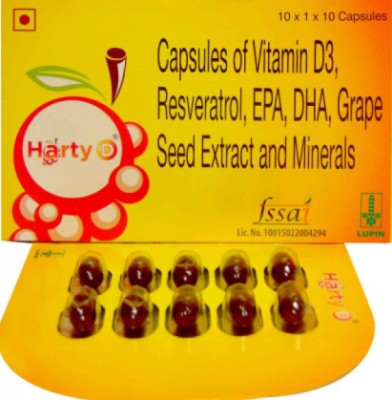 10 x 1 x 10 Capsules
Capsules of Vitamin D3,
Resveratrol, EPA, DHA, Grape
Seed Extract and Minerals
Harty D
fssai
Lic. No. 10015022004294
LUPIN
Harty D